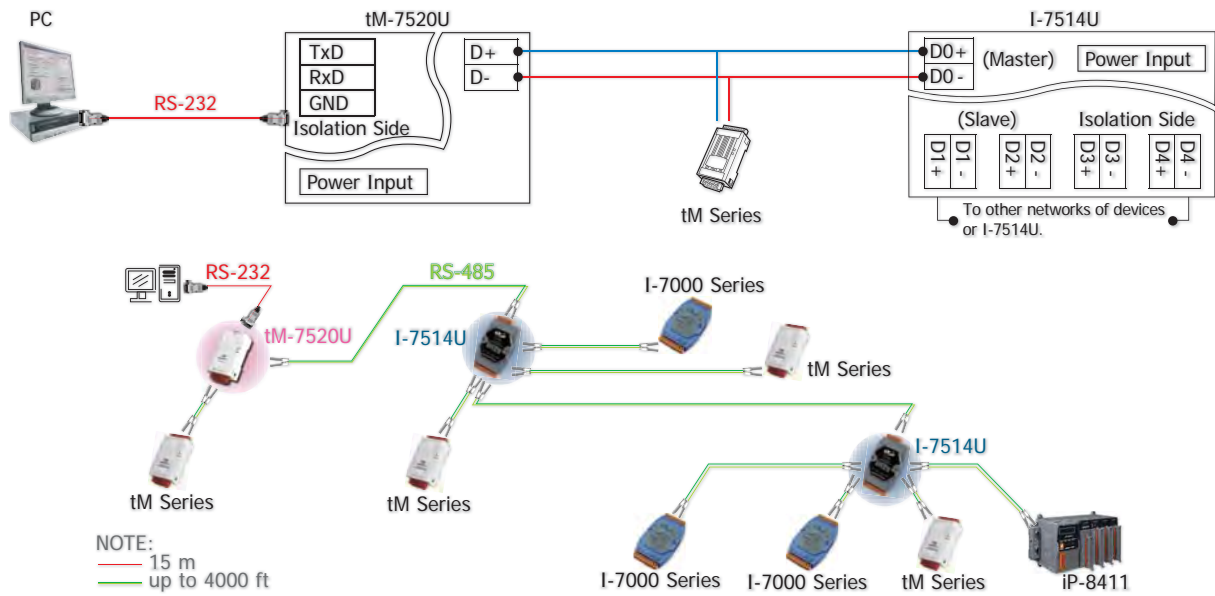 PC
tM-7520U
I-7514U
TxD
RxD
GND
Isolation Side
Power Input
D+
D-
RS-232
D0+
D0 -
(Master)
Power Input
(Slave)
Isolation Side
D1+
D1 -
D2+
D2 -
D3+
D3 -
D4+
D4 -
tM Series
To other networks of devices
or I-7514U.
RS-232
RS-485
I-7000 Series
tM-7520U
I-7514U
tM Series
I-7514U
tM Series
tM Series
NOTE:
15 m
up to 4000 ft
I-7000 Series
I-7000 Series
tM Series
iP-8411